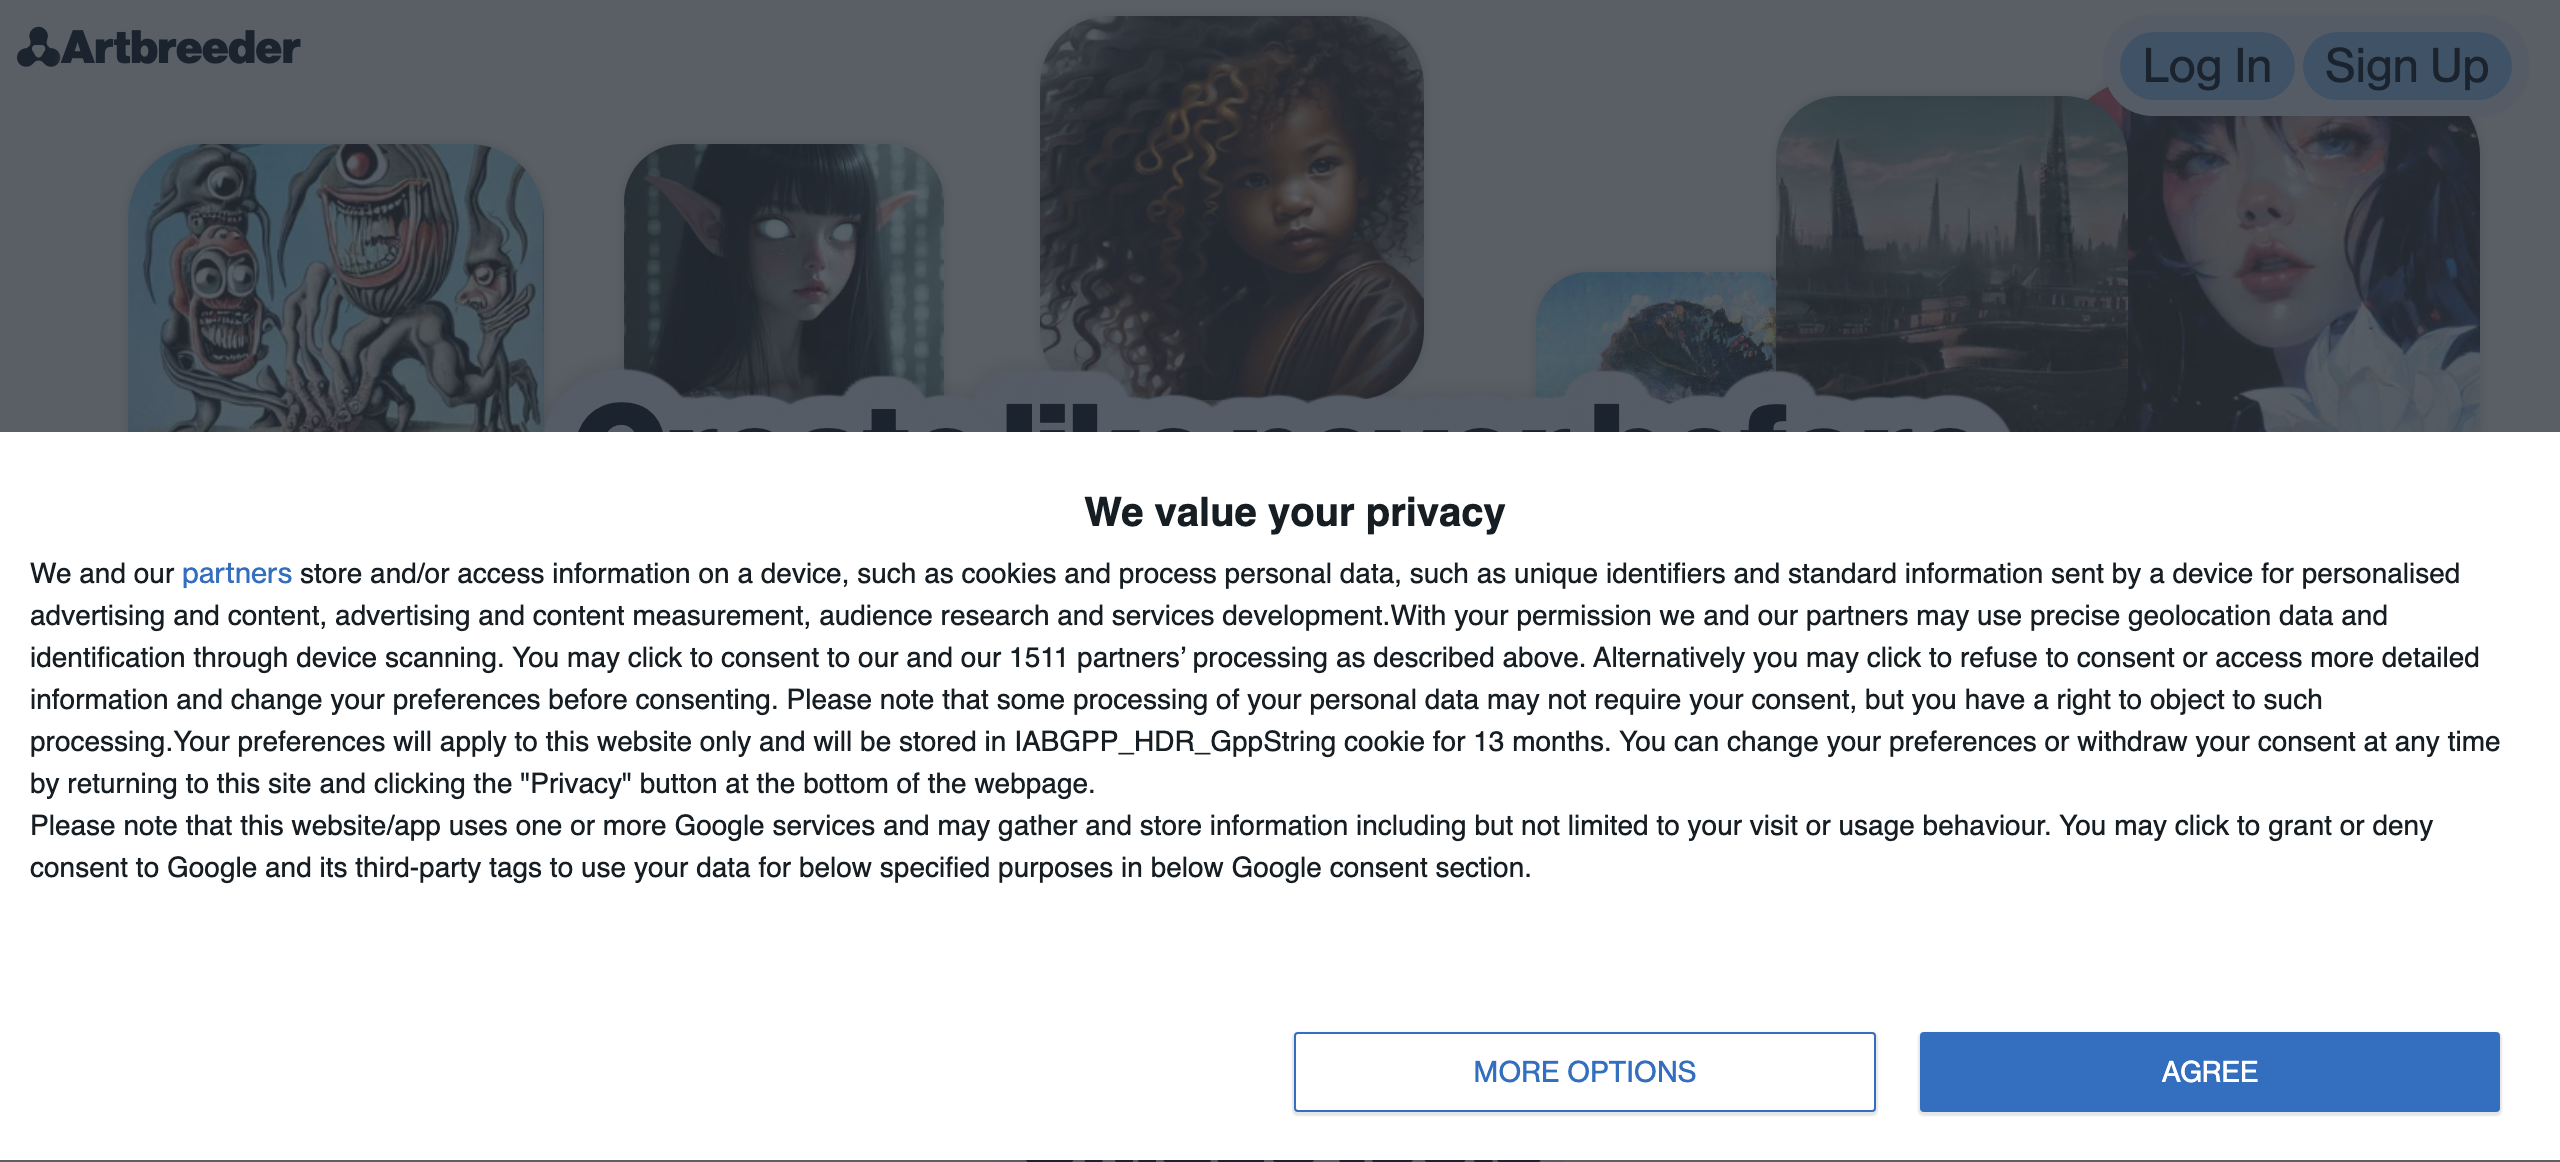 Artbreeder
Log In Sign Up
Create like never before
We value your privacy
We and our partners store and/or access information on a device, such as cookies and process personal data, such as unique identifiers and standard information sent by a device for personalised
advertising and content, advertising and content measurement, audience research and services development.With your permission we and our partners may use precise geolocation data and
identification through device scanning. You may click to consent to our and our 1511 partners’ processing as described above. Alternatively you may click to refuse to consent or access more detailed
information and change your preferences before consenting. Please note that some processing of your personal data may not require your consent, but you have a right to object to such
processing.Your preferences will apply to this website only and will be stored in IABGPP_HDR_GppString cookie for 13 months. You can change your preferences or withdraw your consent at any time
by returning to this site and clicking the "Privacy" button at the bottom of the webpage.
Please note that this website/app uses one or more Google services and may gather and store information including but not limited to your visit or usage behaviour. You may click to grant or deny
consent to Google and its third-party tags to use your data for below specified purposes in below Google consent section.
MORE OPTIONS AGREE